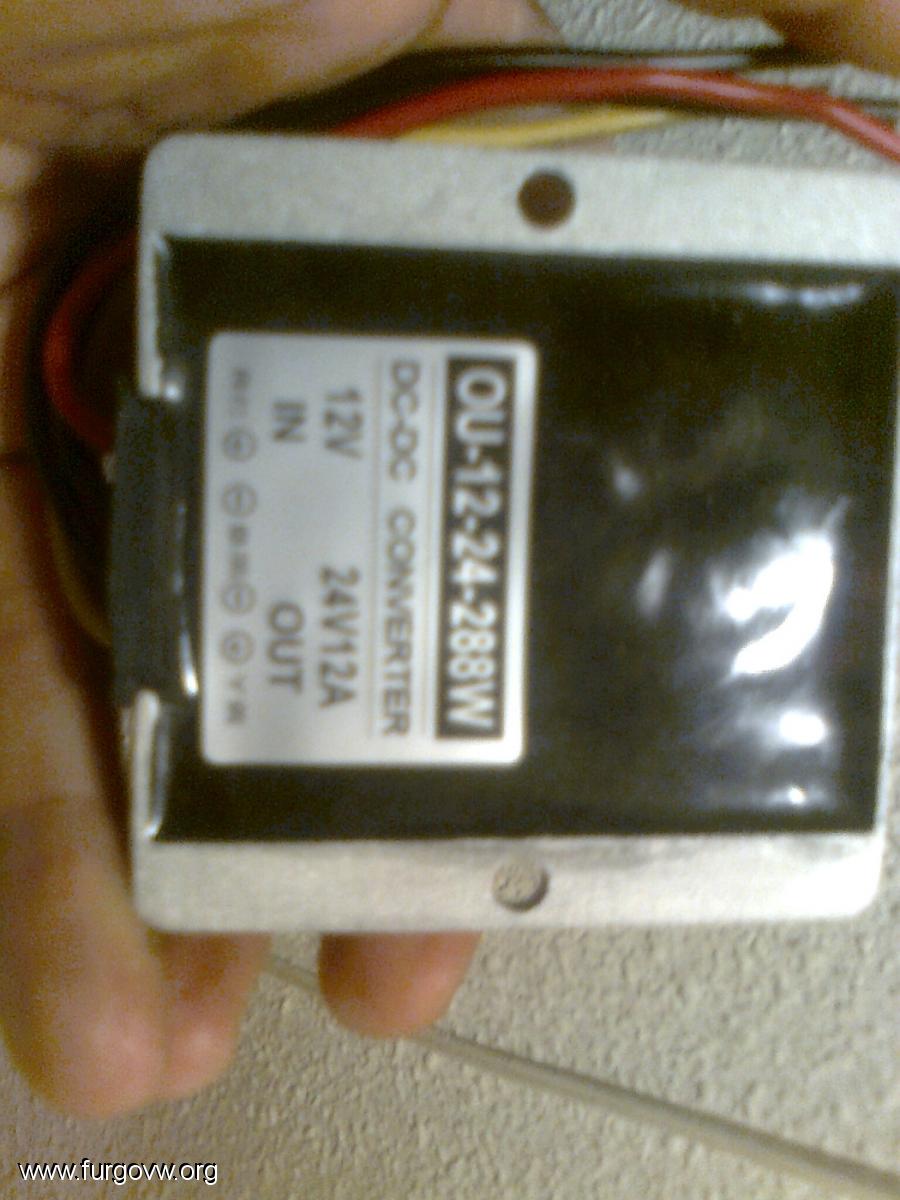 OU-12-24-288W
DC-DC CONVERTER
12V 24V12A
IN OUT
www.furgovw.org